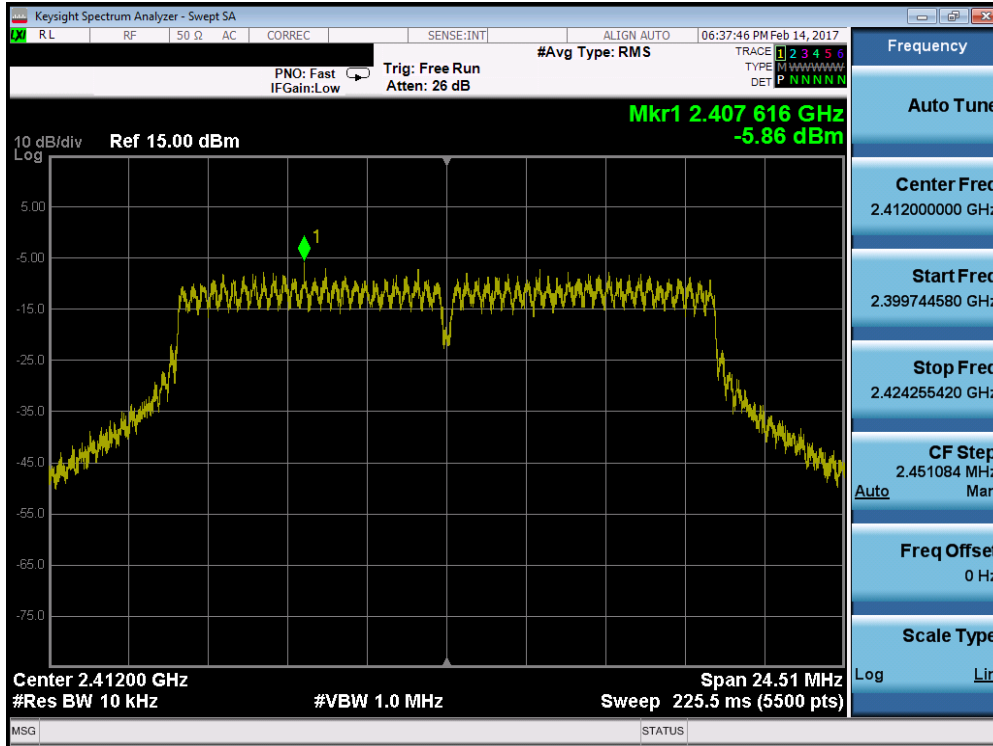 Keysight Spectrum Analyzer - Swept SA
LXI RL RF 50 Ω AC CORREC SENSE:INT ALIGN AUTO 06:37:46 PM Feb 14, 2017
#Avg Type: RMS
TRACE 1 2 3 4 5 6
TYPE M WWWWW
DET P N N N N N
PNO: Fast
IFGain:Low
Trig: Free Run
Atten: 26 dB
Mkr1 2.407 616 GHz
-5.86 dBm
10 dB/div Ref 15.00 dBm
Log
5.00
-5.00
-15.0
-25.0
-35.0
-45.0
-55.0
-65.0
-75.0
1
Center 2.41200 GHz Span 24.51 MHz
#Res BW 10 kHz #VBW 1.0 MHz Sweep 225.5 ms (5500 pts)
MSG STATUS
Frequency
Auto Tune
Center Freq
2.412000000 GHz
Start Freq
2.399744580 GHz
Stop Freq
2.424255420 GHz
CF Step
2.451084 MHz
Auto Man
Freq Offset
0 Hz
Scale Type
Log Lin